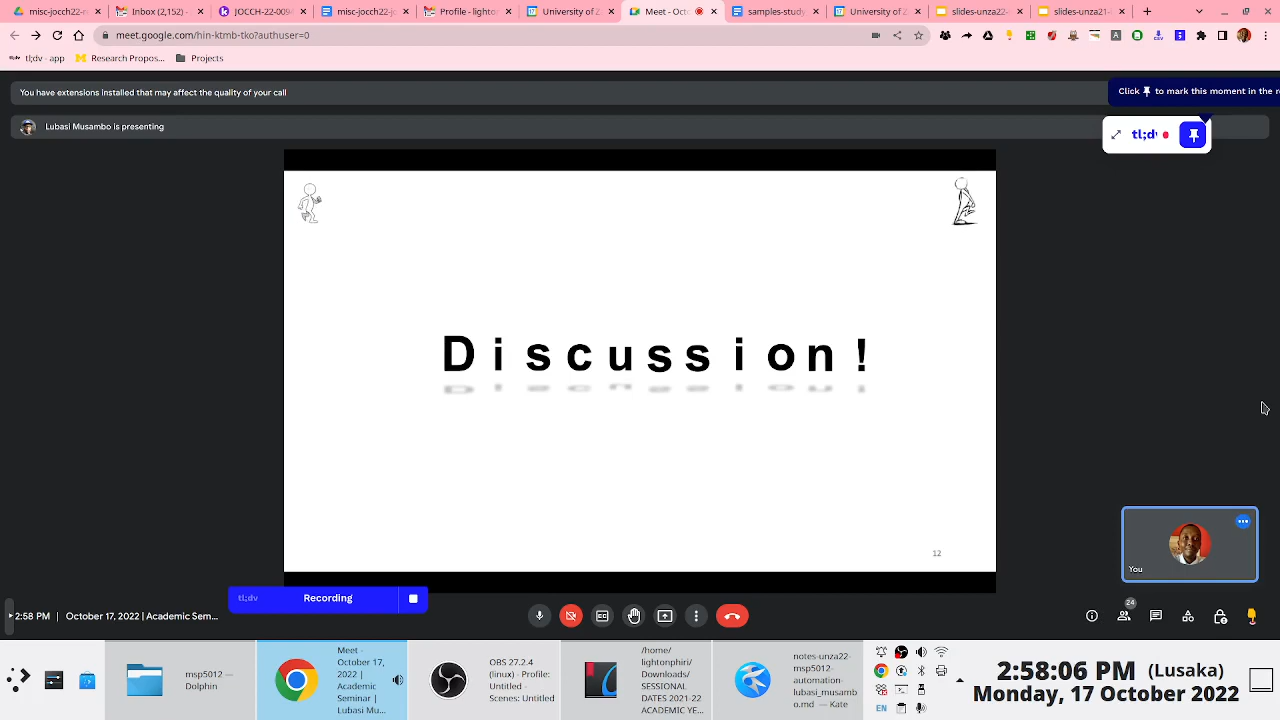 misc-jocch22-r
Inbox (2,152) -
JOCCH-22-009
misc-jocch22-j
Profile - lighto
University of Z
Meet - Oct
samples-study
University of Z
slides-unza22-
slides-unza21-
meet.google.com/hin-ktmb-tko?authuser=0
tl;dv - app
Research Propos...
Projects
You have extensions installed that may affect the quality of your call
Click to mark this moment in the r
Lubasi Musambo is presenting
tl;dv
Discussion!
12
You
tl;dv Recording
2:58 PM | October 17, 2022 | Academic Sem...
24
msp5012 — Dolphin
Meet - October 17, 2022 | Academic Seminar | Lubasi Mu...
OBS 27.2.4 (linux) - Profile: Untitled - Scenes: Untitled
/home/lightonphiri/Downloads/SESSIONAL DATES 2021-22 ACADEMIC YE...
notes-unza22-msp5012-automation-lubasi_musambo.md — Kate
EN
2:58:06 PM (Lusaka)
Monday, 17 October 2022